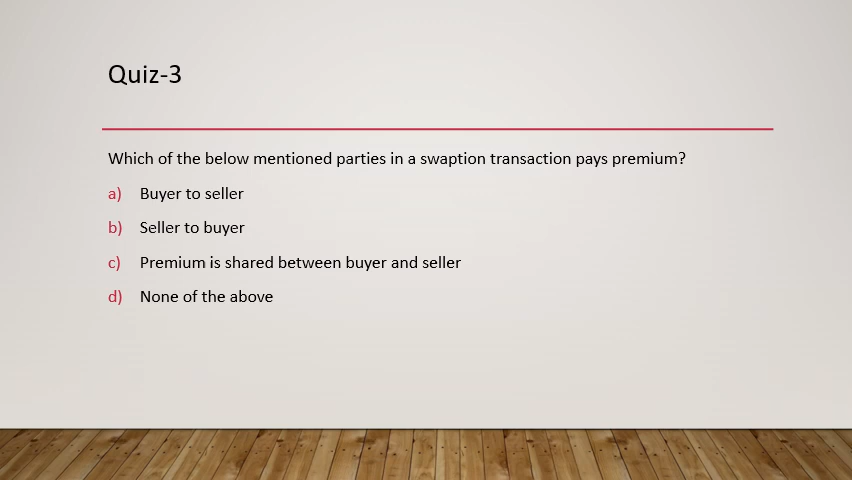 Quiz-3
Which of the below mentioned parties in a swaption transaction pays premium?
a) Buyer to seller
b) Seller to buyer
c) Premium is shared between buyer and seller
d) None of the above